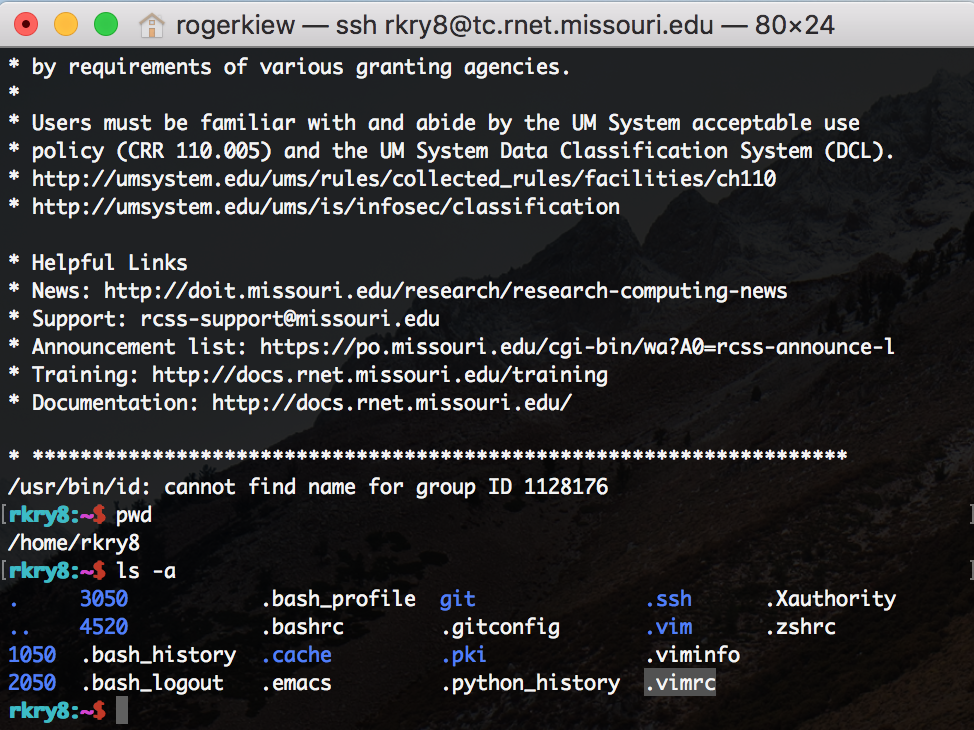 rogerkiew — ssh rkry8@tc.rnet.missouri.edu — 80×24
* by requirements of various granting agencies.
*
* Users must be familiar with and abide by the UM System acceptable use
* policy (CRR 110.005) and the UM System Data Classification System (DCL).
* http://umsystem.edu/ums/rules/collected_rules/facilities/ch110
* http://umsystem.edu/ums/is/infosec/classification
* Helpful Links
* News: http://doit.missouri.edu/research/research-computing-news
* Support: rcss-support@missouri.edu
* Announcement list: https://po.missouri.edu/cgi-bin/wa?A0=rcss-announce-l
* Training: http://docs.rnet.missouri.edu/training
* Documentation: http://docs.rnet.missouri.edu/
* ********************************************************************
/usr/bin/id: cannot find name for group ID 1128176
[rkry8:~$ pwd ]
/home/rkry8
[rkry8:~$ ls -a ]
. 3050 .bash_profile git .ssh .Xauthority
.. 4520 .bashrc .gitconfig .vim .zshrc
1050 .bash_history .cache .pki .viminfo
2050 .bash_logout .emacs .python_history .vimrc
rkry8:~$